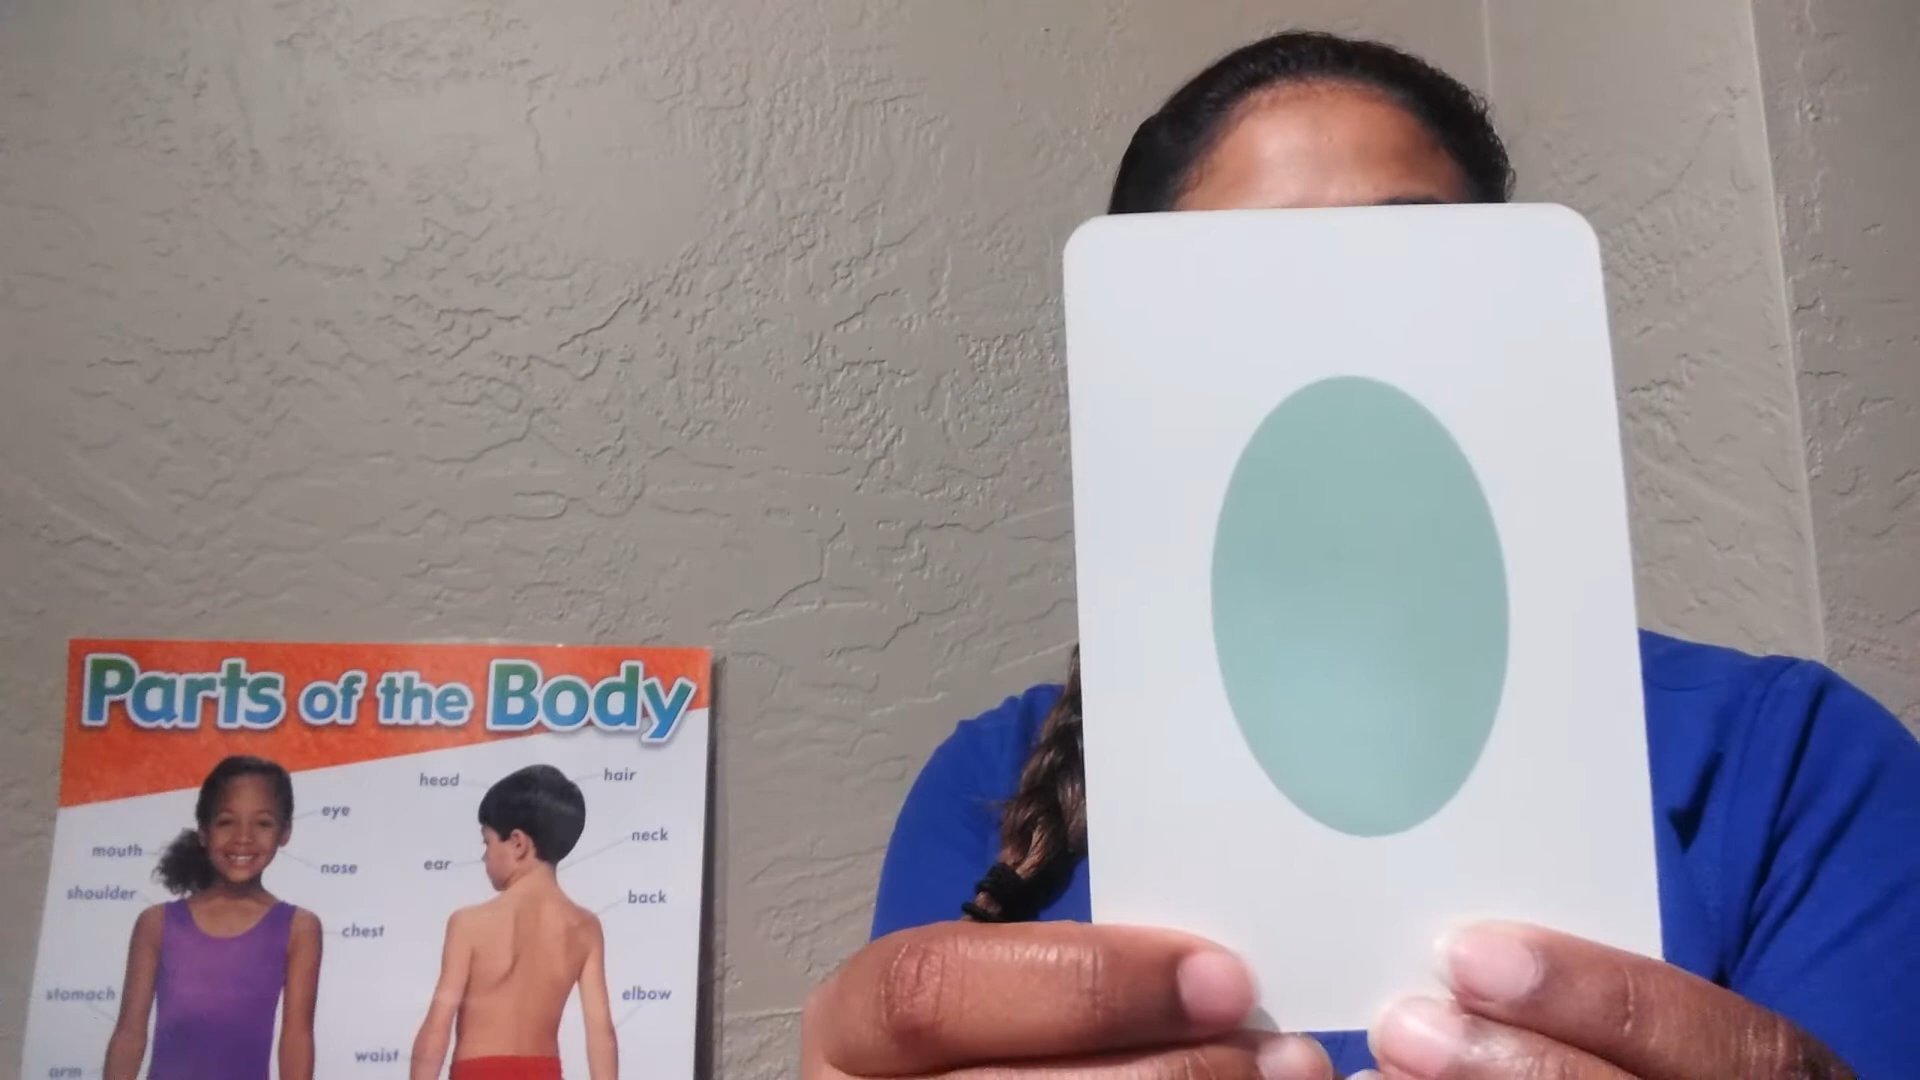 Parts of the Body
head
hair
eye
neck
mouth
ear
nose
shoulder
back
chest
stomach
elbow
waist
arm